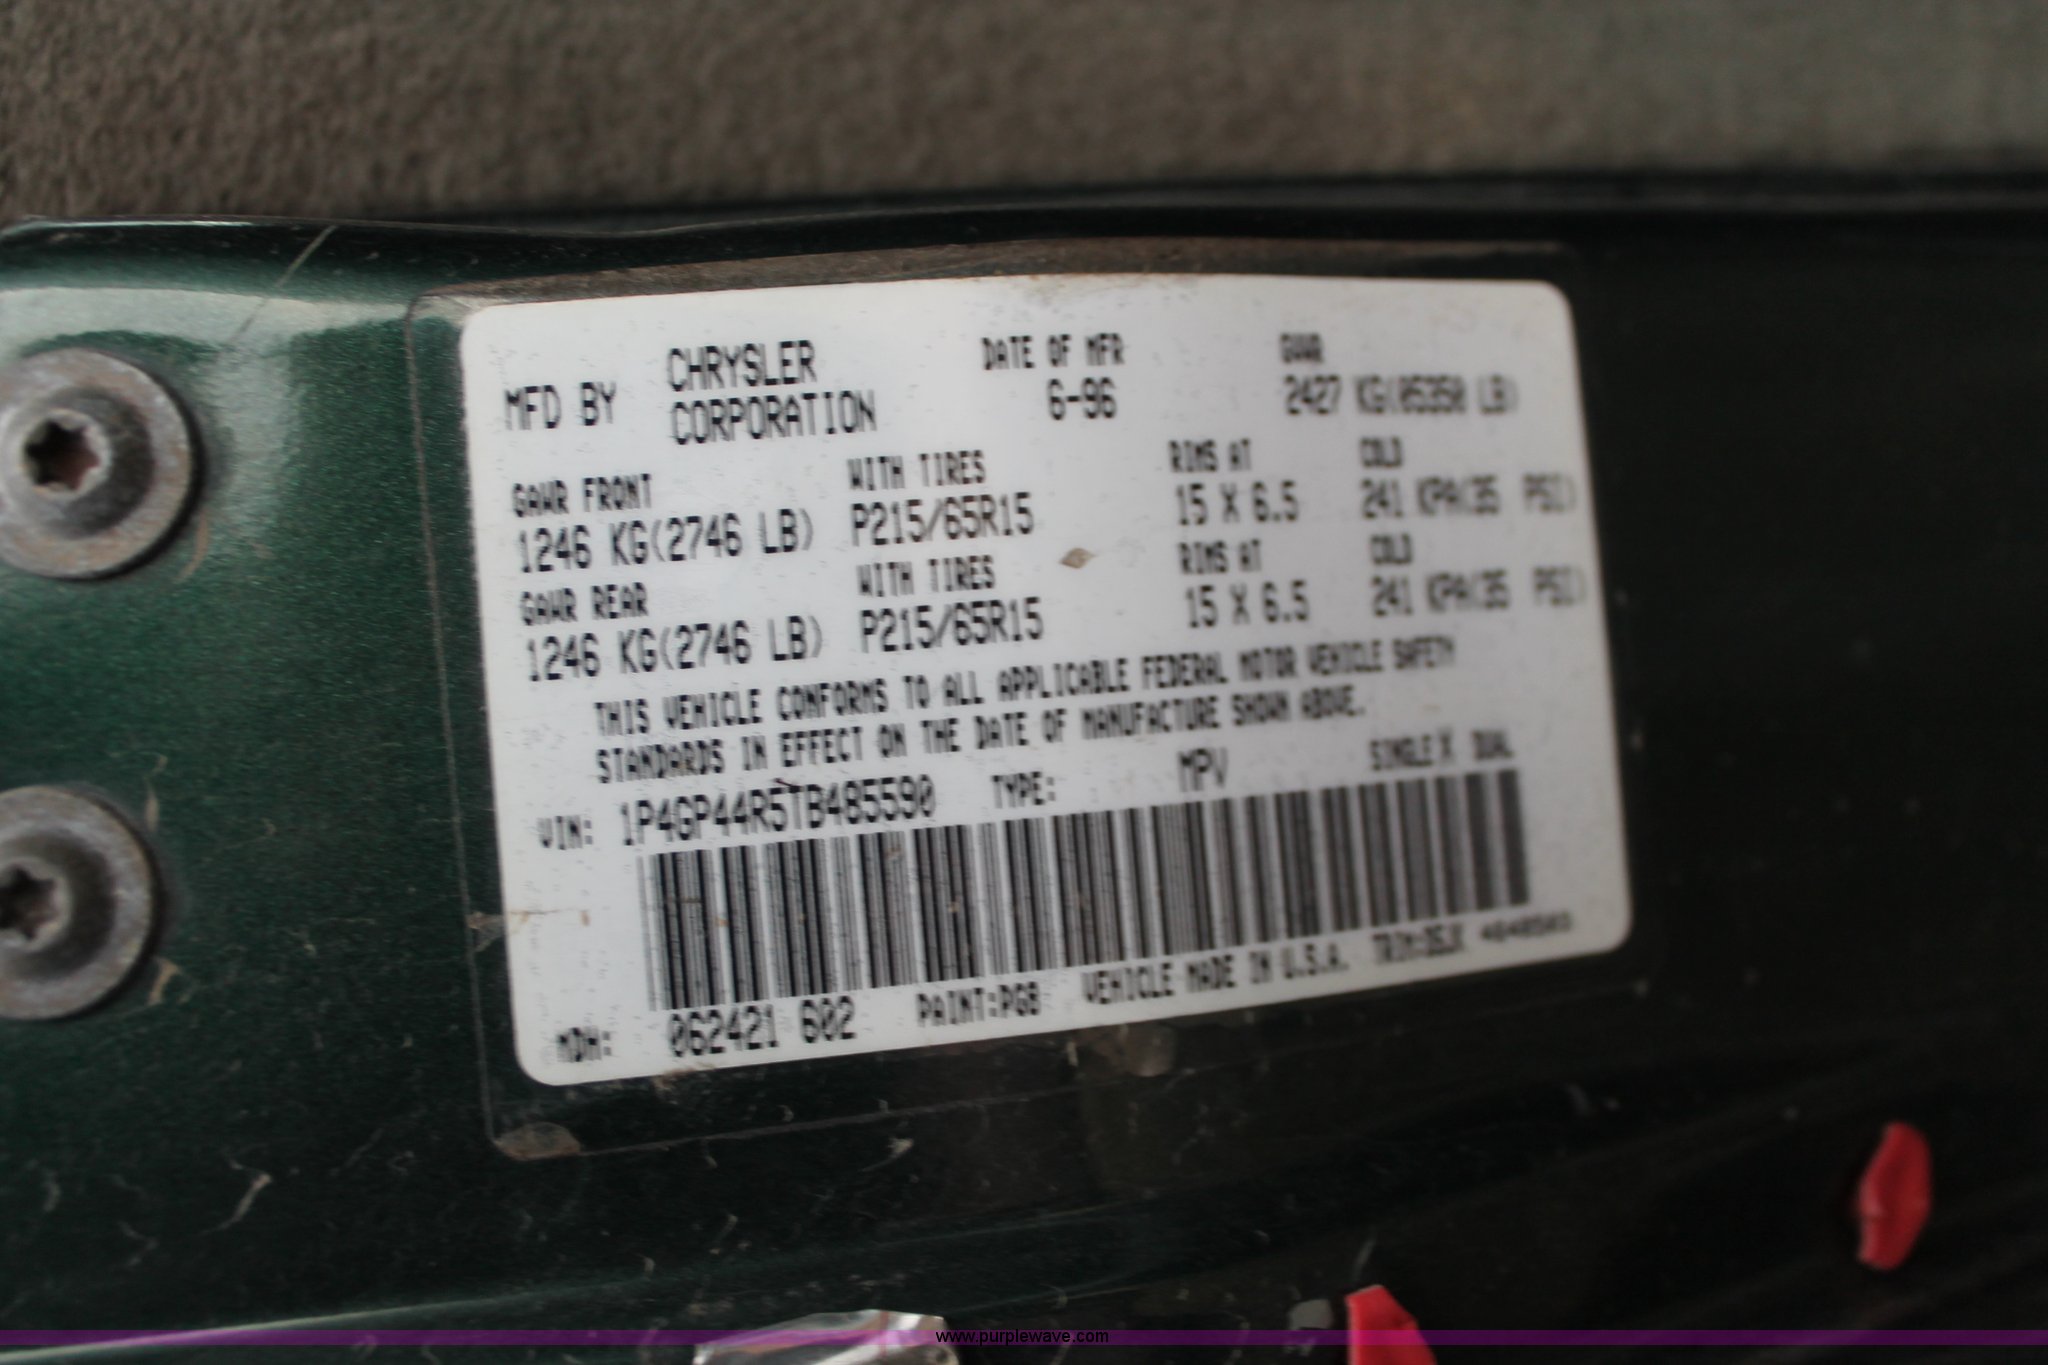 MFD BY CHRYSLER CORPORATION
DATE OF MFR 6-96
GVWR 2427 KG(05350 LB)
GAWR FRONT WITH TIRES RIMS AT COLD
1246 KG(2746 LB) P215/65R15 15 X 6.5 241 KPA(35 PSI)
GAWR REAR WITH TIRES RIMS AT COLD
1246 KG(2746 LB) P215/65R15 15 X 6.5 241 KPA(35 PSI)
THIS VEHICLE CONFORMS TO ALL APPLICABLE FEDERAL MOTOR VEHICLE SAFETY
STANDARDS IN EFFECT ON THE DATE OF MANUFACTURE SHOWN ABOVE.
VIN: 1P4GP44R5TB485590 TYPE: MPV SINGLE X DUAL
MDH: 062421 602 PAINT:PGB VEHICLE MADE IN U.S.A.
www.purplewave.com